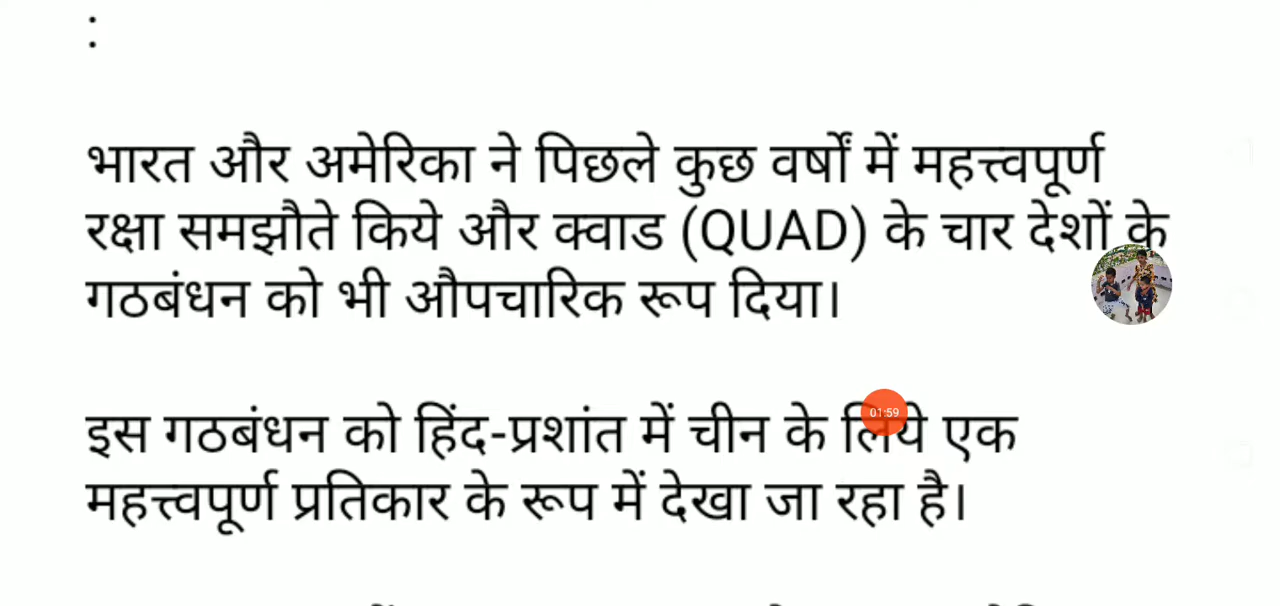 :
भारत और अमेरिका ने पिछले कुछ वर्षों में महत्त्वपूर्ण
रक्षा समझौते किये और क्वाड (QUAD) के चार देशों के
गठबंधन को भी औपचारिक रूप दिया।
इस गठबंधन को हिंद-प्रशांत में चीन के लिये एक
01:59
महत्त्वपूर्ण प्रतिकार के रूप में देखा जा रहा है।